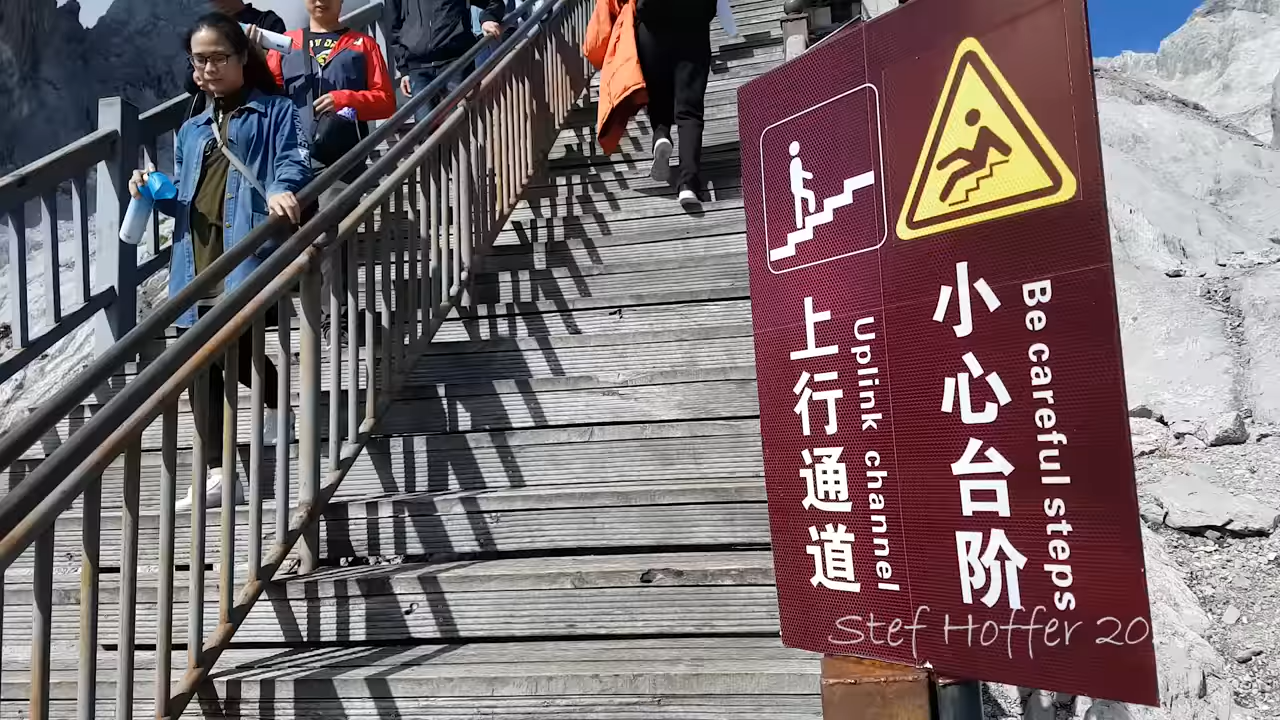 上行通道
Uplink channel
小心台阶
Be careful steps
Stef Hoffer 20